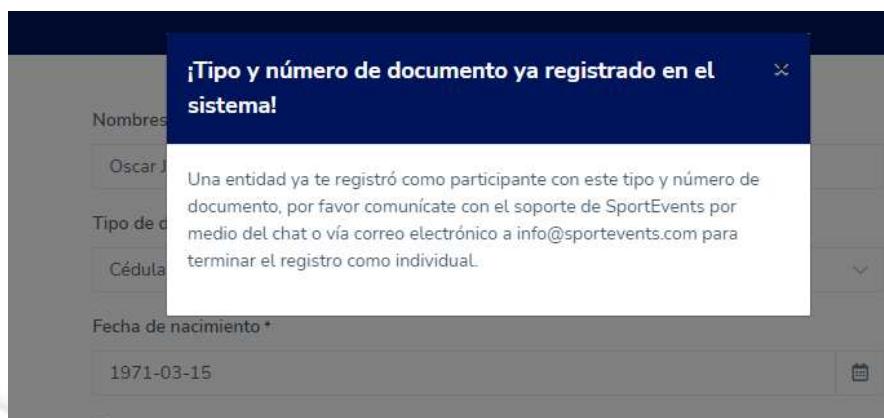 ¡Tipo y número de documento ya registrado en el
sistema!
Nombres
Oscar J
Una entidad ya te registró como participante con este tipo y número de
documento, por favor comunícate con el soporte de SportEvents por
medio del chat o vía correo electrónico a info@sportevents.com para
terminar el registro como individual.
Tipo de d
Cédula
Fecha de nacimiento *
1971-03-15